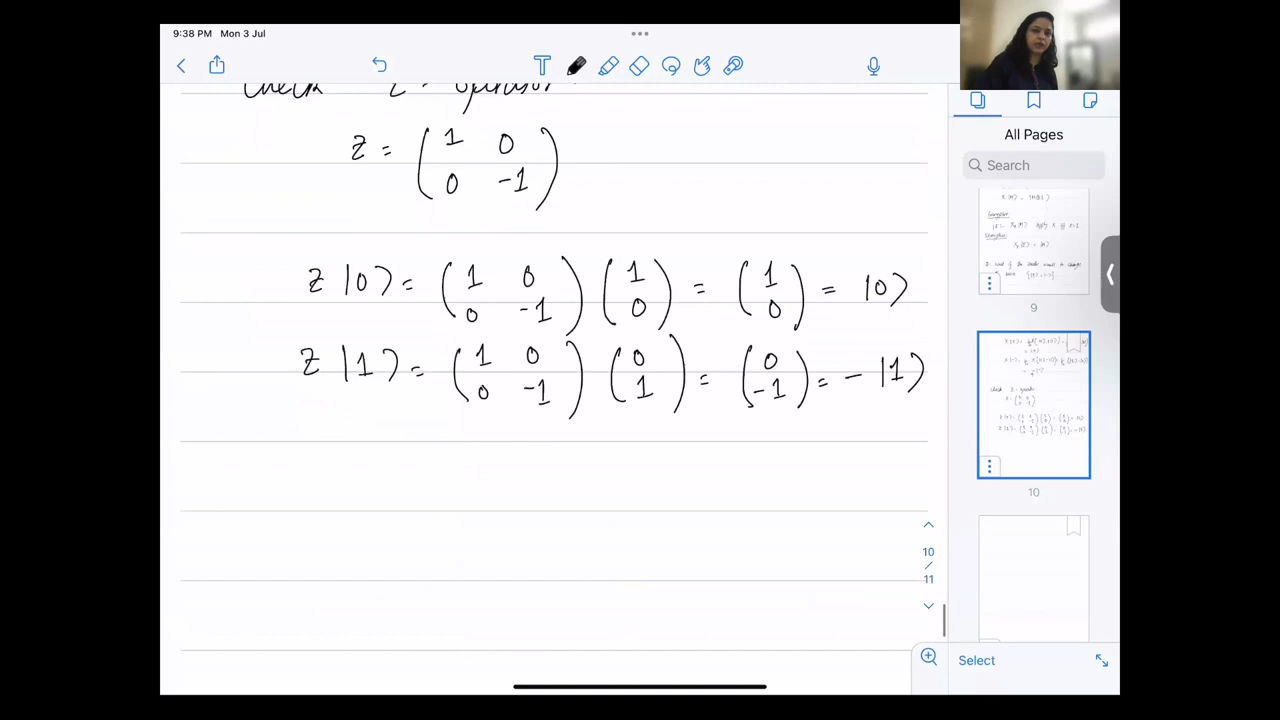 9:38 PM Mon 3 Jul
All Pages
Search
Check Z - operator
Z = ( 1 0
0 -1 )
Z |0⟩ = ( 1 0 ) ( 1 ) = ( 1 ) = |0⟩
0 -1 0 0
Z |1⟩ = ( 1 0 ) ( 0 ) = ( 0 ) = - |1⟩
0 -1 1 -1
9
10
10
/
11
Select